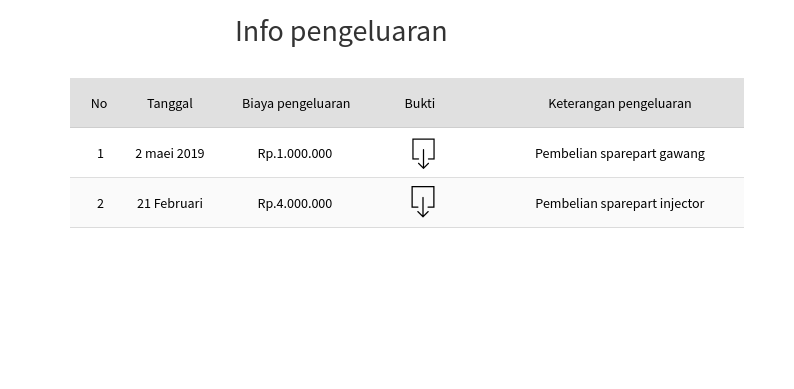 Info pengeluaran
No Tanggal Biaya pengeluaran Bukti Keterangan pengeluaran
1 2 maei 2019 Rp.1.000.000 Pembelian sparepart gawang
2 21 Februari Rp.4.000.000 Pembelian sparepart injector